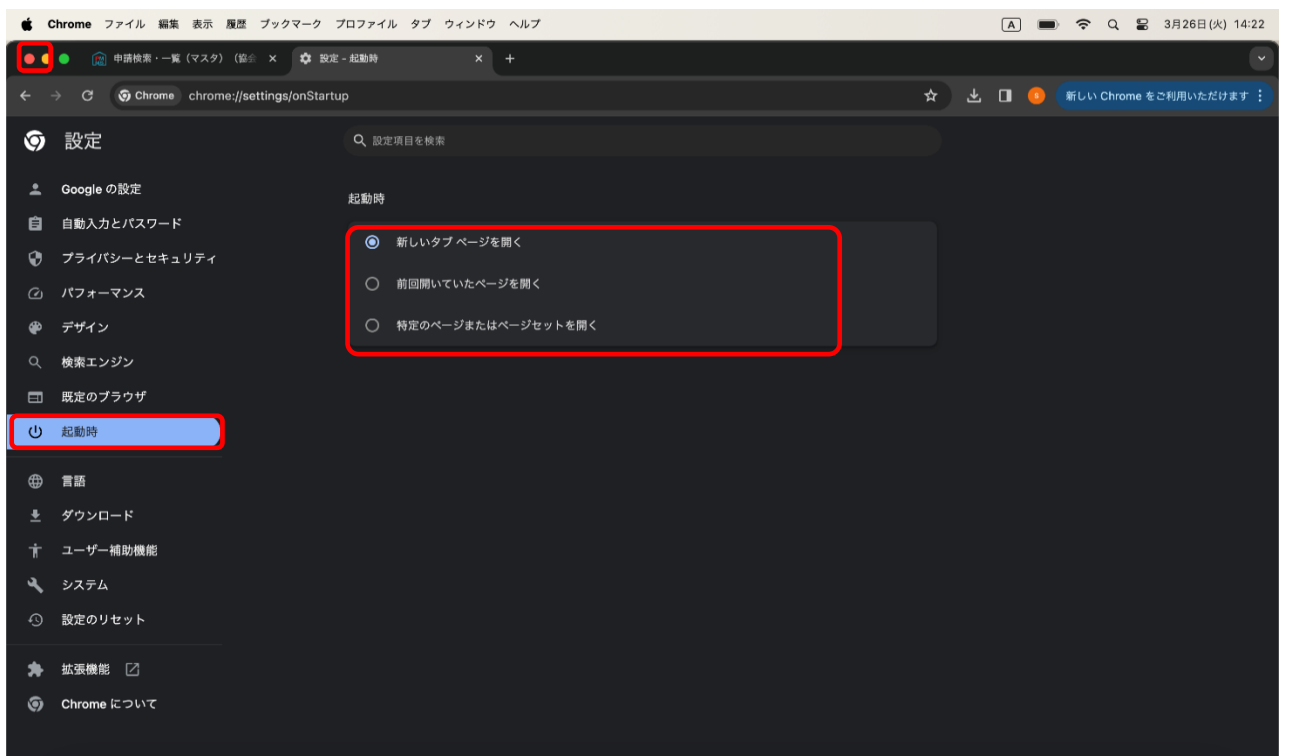 Chrome ファイル 編集 表示 履歴 ブックマーク プロファイル タブ ウィンドウ ヘルプ A 3月26日(火) 14:22
申請検索・一覧（マスタ）（協会 設定 - 起動時
Chrome chrome://settings/onStartup 新しい Chrome をご利用いただけます
設定
設定項目を検索
Google の設定
自動入力とパスワード
プライバシーとセキュリティ
パフォーマンス
デザイン
検索エンジン
既定のブラウザ
起動時
言語
ダウンロード
ユーザー補助機能
システム
設定のリセット
拡張機能
Chrome について
起動時
新しいタブ ページを開く
前回開いていたページを開く
特定のページまたはページセットを開く